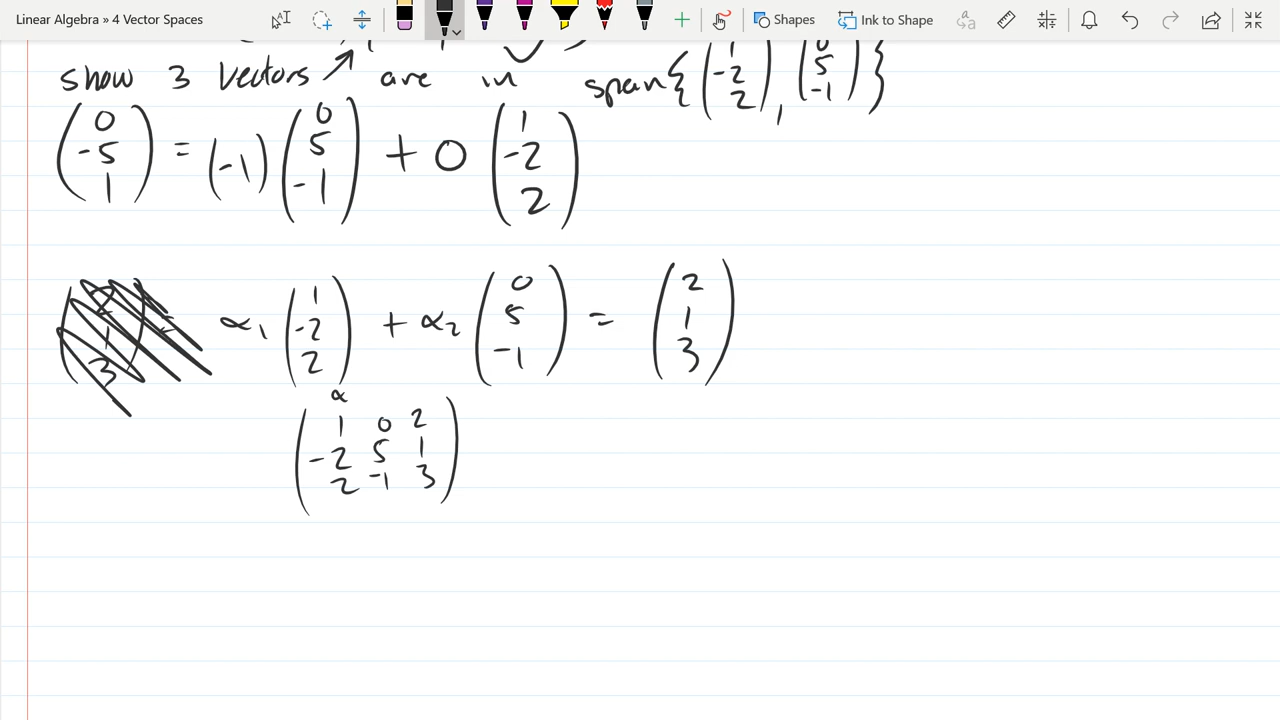 Linear Algebra » 4 Vector Spaces
Shapes
Ink to Shape
show 3 vectors ↗ are in span{(1 -2 2), (0 5 -1)}
(0 -5 1) = (-1)(0 5 -1) + 0(1 -2 2)
α1(1 -2 2) + α2(0 5 -1) = (2 1 3)
α
1 0 2
-2 5 1
2 -1 3